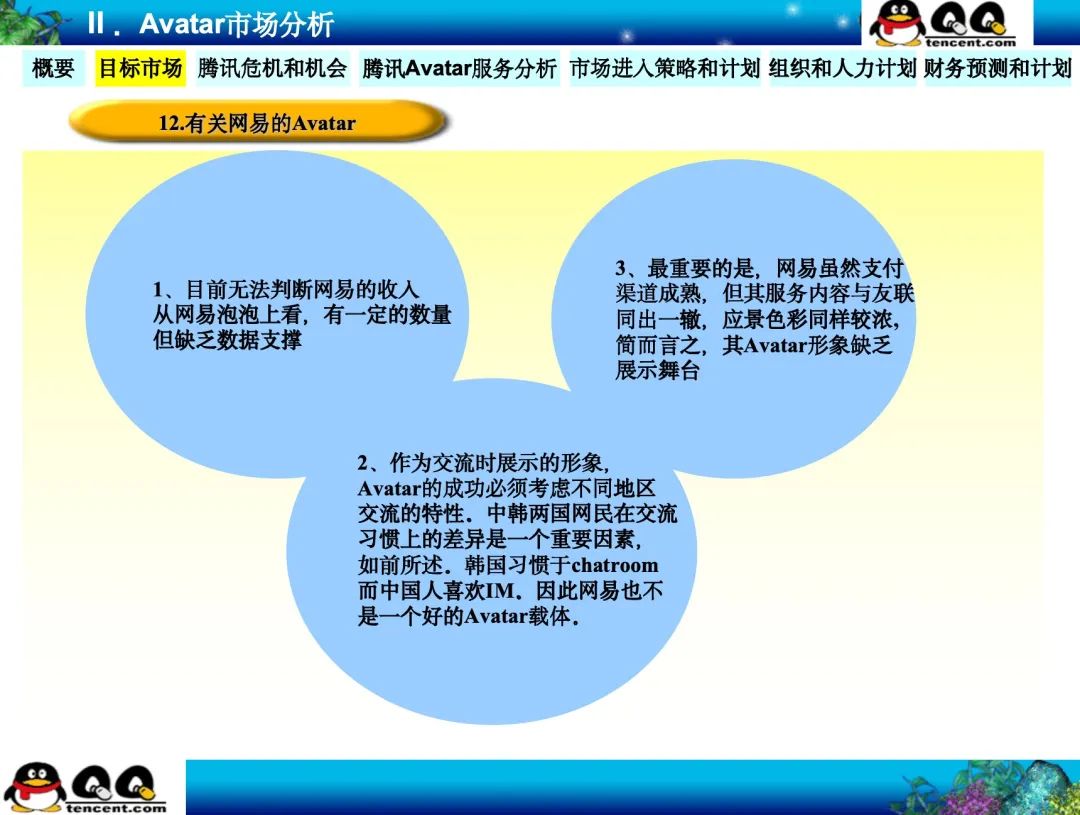 II．Avatar市场分析
QQ
tencent.com
概要 目标市场 腾讯危机和机会 腾讯Avatar服务分析 市场进入策略和计划 组织和人力计划 财务预测和计划
12.有关网易的Avatar
1、目前无法判断网易的收入
从网易泡泡上看，有一定的数量
但缺乏数据支撑
3、最重要的是，网易虽然支付
渠道成熟，但其服务内容与友联
同出一辙，应景色彩同样较浓，
简而言之，其Avatar形象缺乏
展示舞台
2、作为交流时展示的形象，
Avatar的成功必须考虑不同地区
交流的特性．中韩两国网民在交流
习惯上的差异是一个重要因素，
如前所述．韩国习惯于chatroom
而中国人喜欢IM．因此网易也不
是一个好的Avatar载体．
QQ
tencent.com